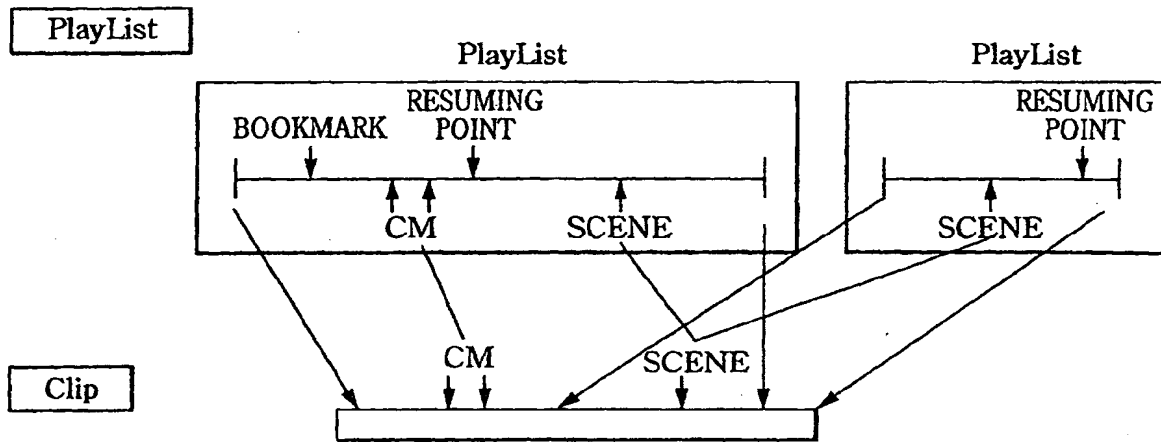 PlayList
PlayList
PlayList
BOOKMARK
RESUMING
POINT
RESUMING
POINT
CM
SCENE
SCENE
CM
SCENE
Clip